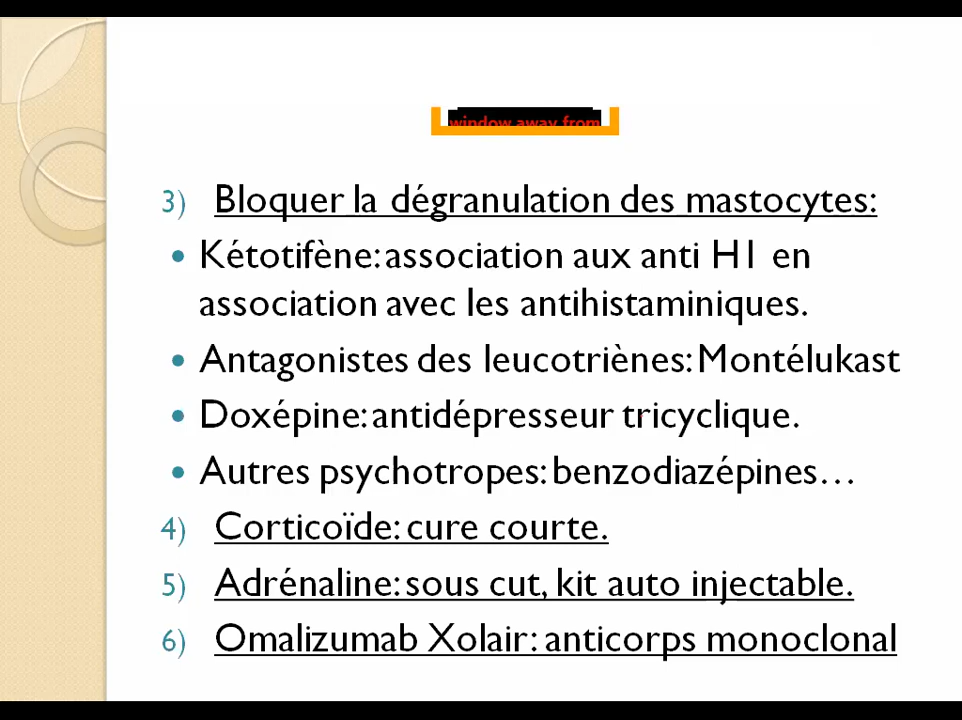 window away from
3) Bloquer la dégranulation des mastocytes:
• Kétotifène: association aux anti H1 en
association avec les antihistaminiques.
• Antagonistes des leucotriènes: Montélukast
• Doxépine: antidépresseur tricyclique.
• Autres psychotropes: benzodiazépines…
4) Corticoïde: cure courte.
5) Adrénaline: sous cut, kit auto injectable.
6) Omalizumab Xolair: anticorps monoclonal